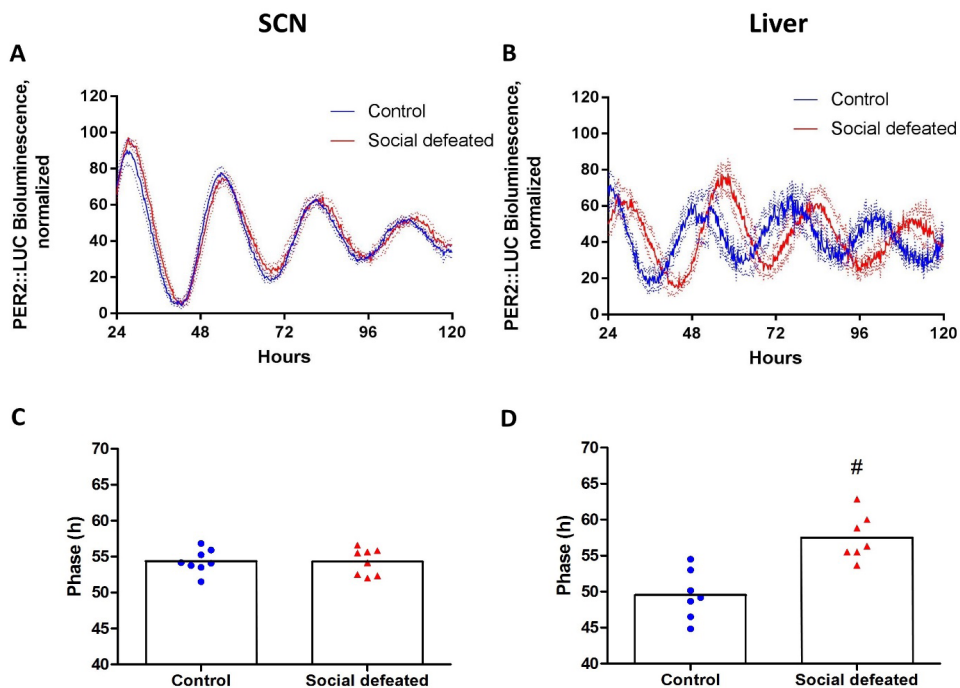 SCN
Liver
A
PER2::LUC Bioluminescence,
normalized
120
100
80
60
40
20
0
24
48
72
96
120
Hours
Control
Social defeated
B
PER2::LUC Bioluminescence,
normalized
120
100
80
60
40
20
0
24
48
72
96
120
Hours
Control
Social defeated
C
Phase (h)
70
65
60
55
50
45
40
Control
Social defeated
D
Phase (h)
70
65
60
55
50
45
40
#
Control
Social defeated